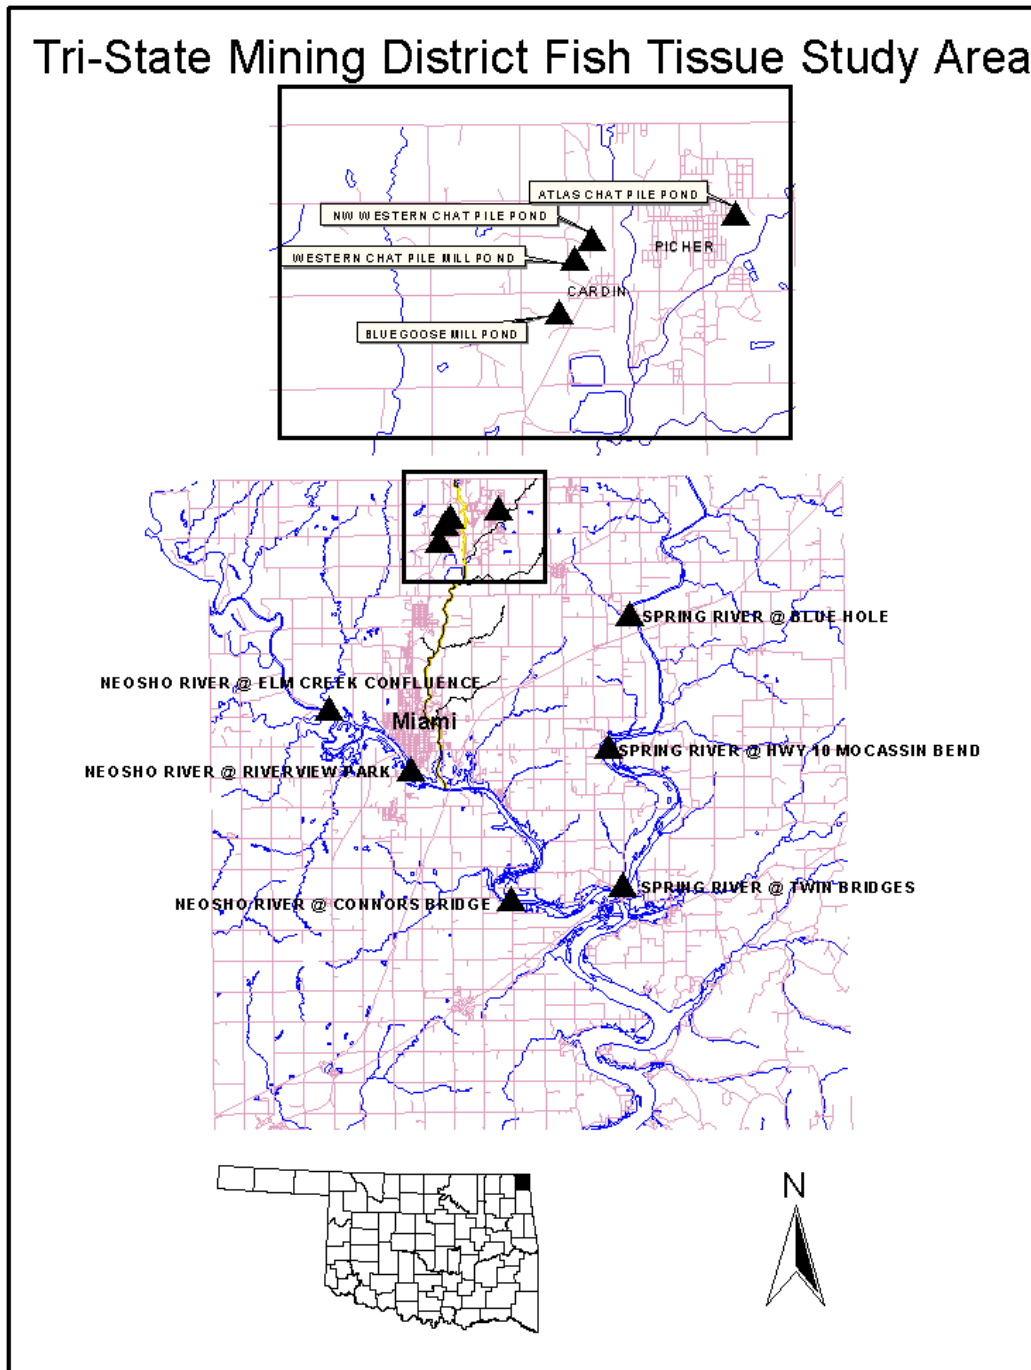 Tri-State Mining District Fish Tissue Study Area
ATLAS CHAT PILE POND
NW WESTERN CHAT PILE POND
PICHER
WESTERN CHAT PILE MILL POND
CARDIN
BLUEGOOSE MILL POND
SPRING RIVER @ BLUE HOLE
NEOSHO RIVER @ ELM CREEK CONFLUENCE
Miami
SPRING RIVER @ HWY 10 MOCASSIN BEND
NEOSHO RIVER @ RIVERVIEW PARK
SPRING RIVER @ TWIN BRIDGES
NEOSHO RIVER @ CONNORS BRIDGE
N